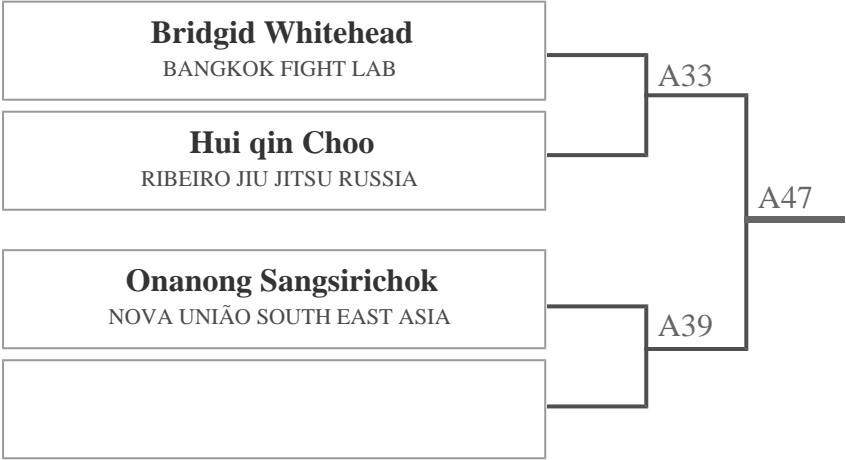 Bridgid Whitehead
BANGKOK FIGHT LAB
A33
Hui qin Choo
RIBEIRO JIU JITSU RUSSIA
A47
Onanong Sangsirichok
NOVA UNIÃO SOUTH EAST ASIA
A39